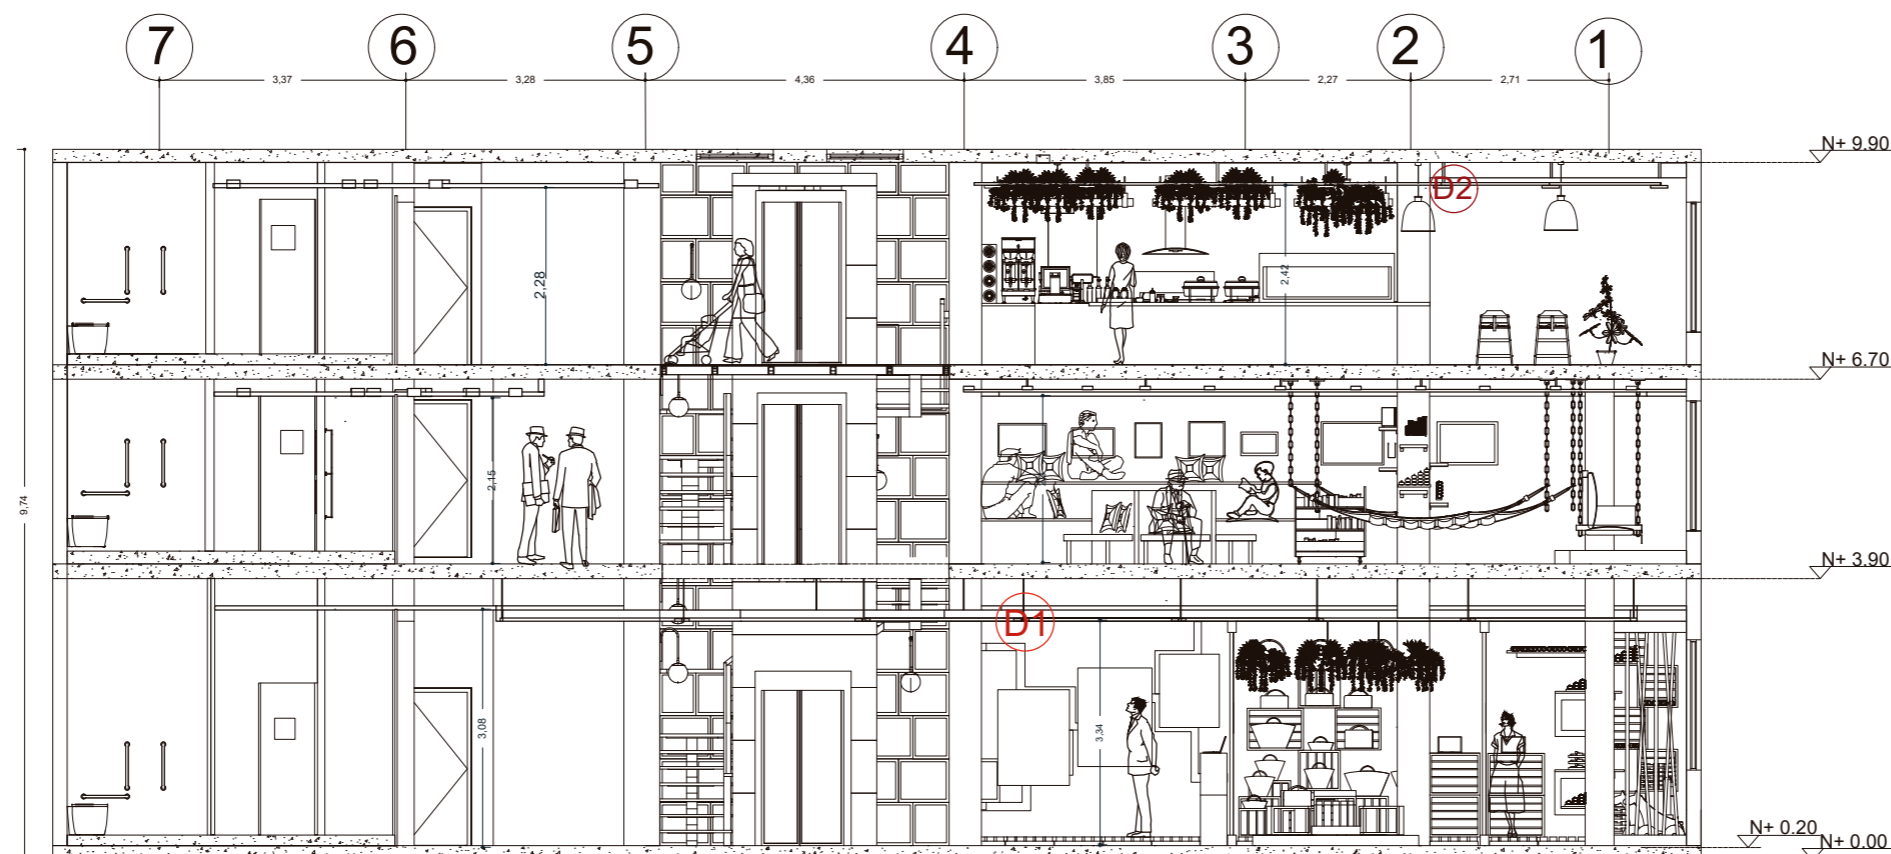 7 6 5 4 3 2 1
3,37 3,28 4,36 3,85 2,27 2,71
N+ 9.90
D2
2,28
2,42
N+ 6.70
2,15
9,74
N+ 3.90
D1
3,08
3,34
N+ 0.20
N+ 0.00